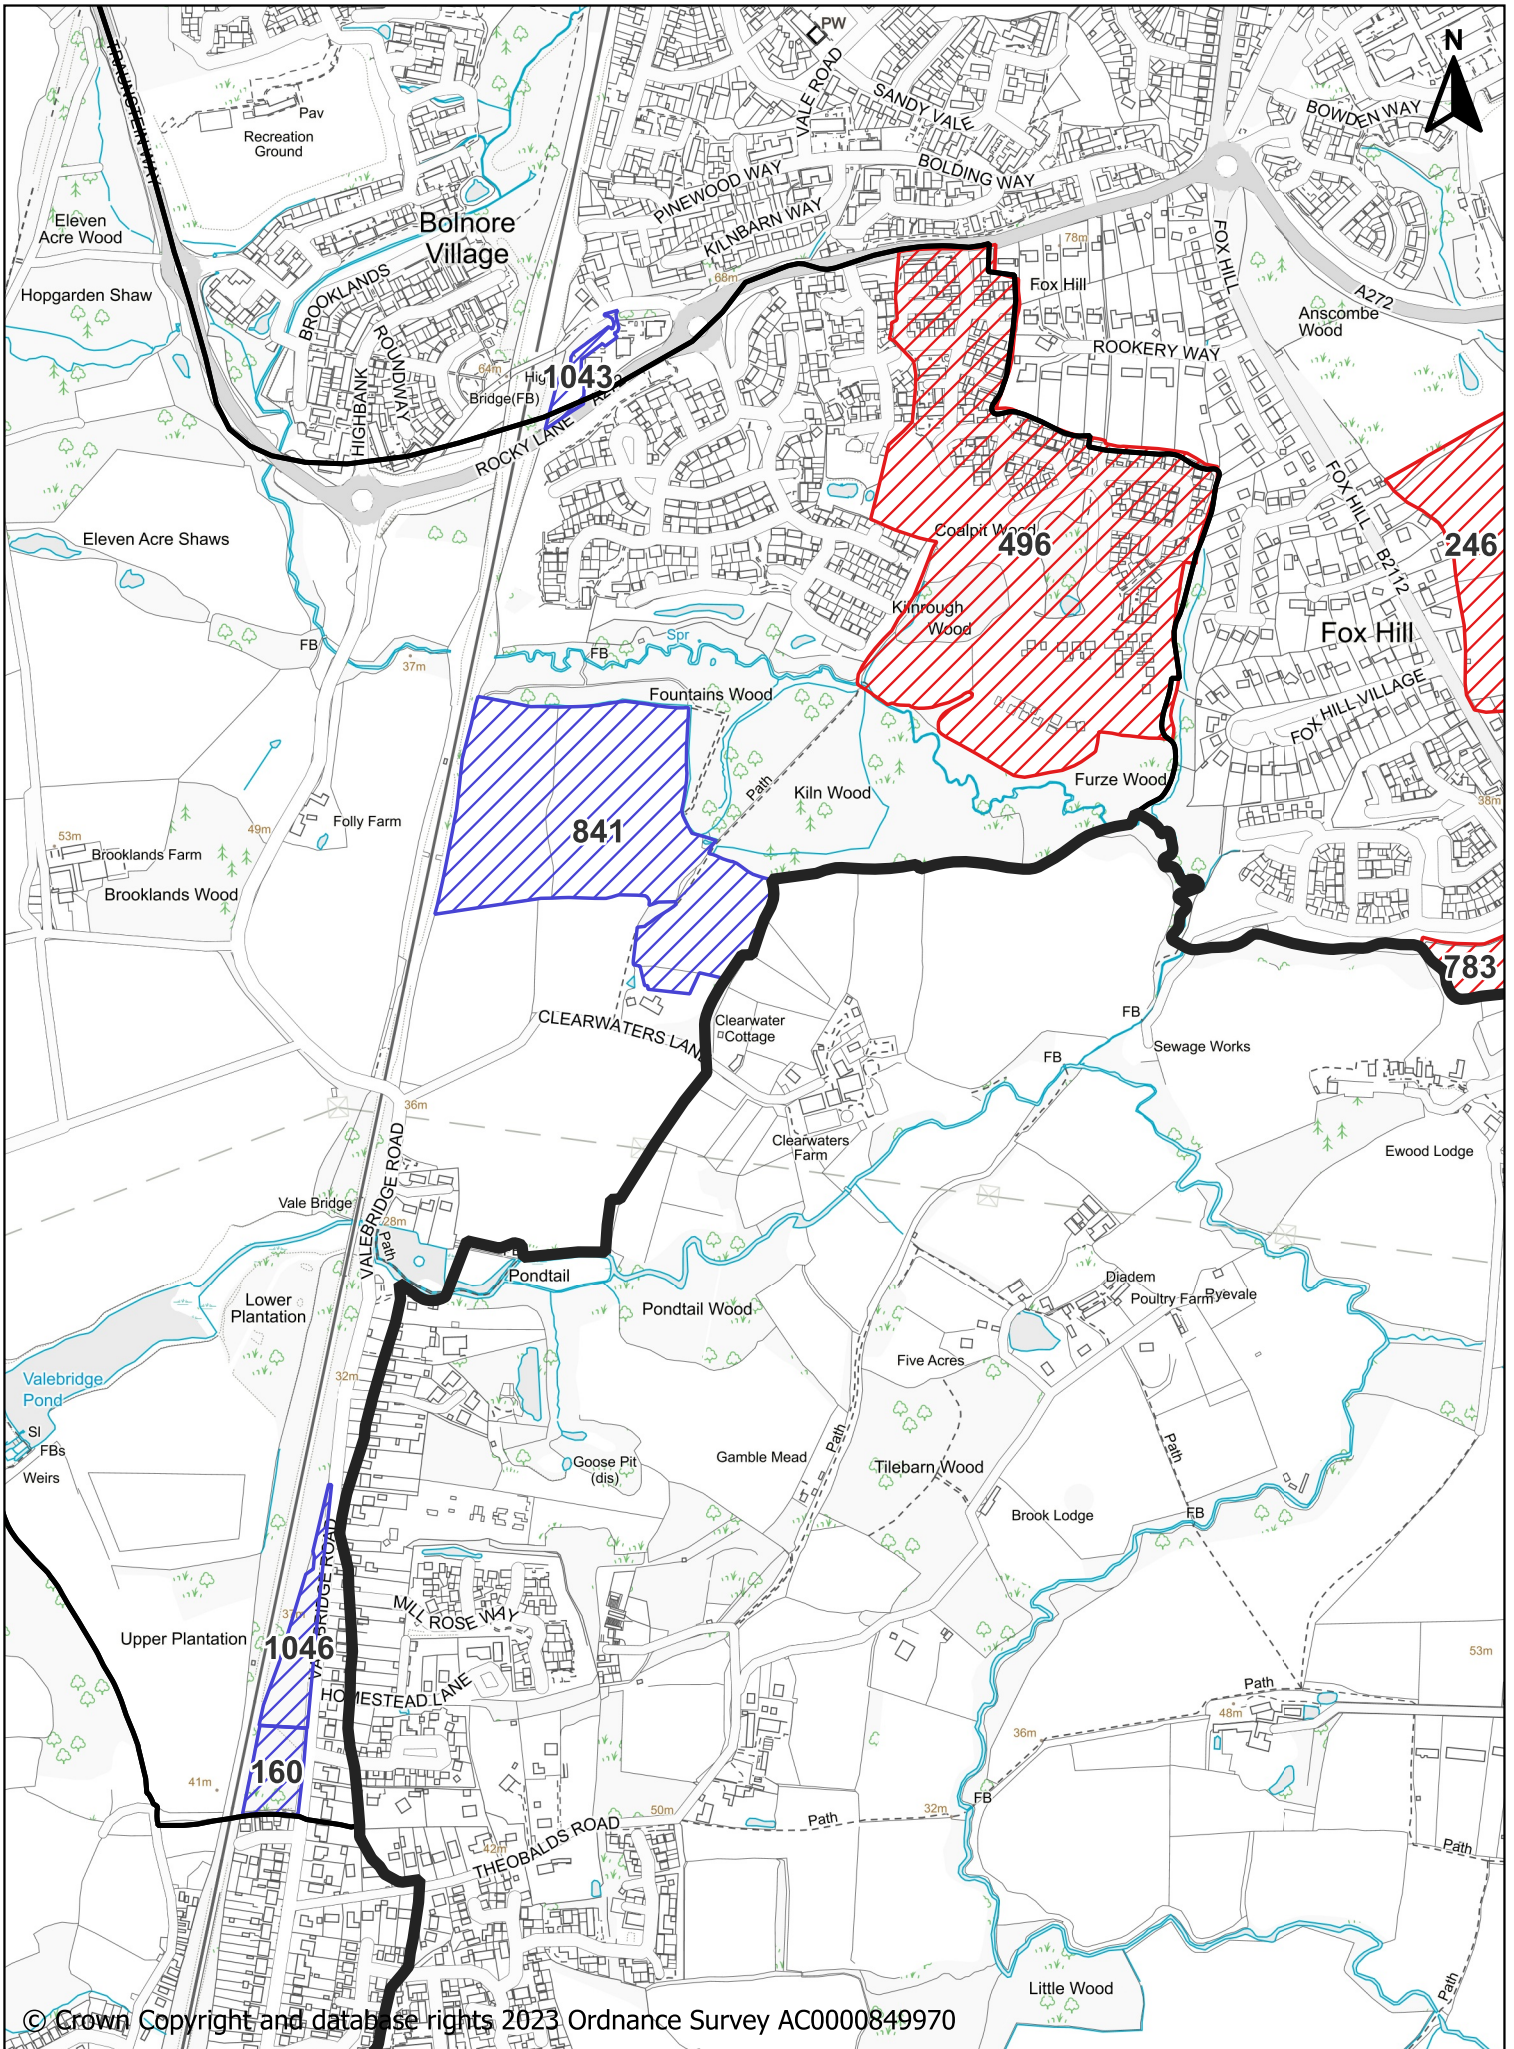 PW
N
TRAUNSTEIN WAY
VALE ROAD
SANDY VALE
BOWDEN WAY
Pav
Recreation
Ground
BOLDING WAY
PINEWOOD WAY
KILNBARN WAY
Eleven
Acre Wood
Bolnore
Village
78m
FOX HILL
68m
Fox Hill
Hopgarden Shaw
BROOKLANDS
A272
Anscombe
Wood
ROUNDWAY
ROOKERY WAY
64m
1043
Bridge(FB)
HIGHBANK
ROCKY LANE
FOX HILL
B2112
Eleven Acre Shaws
Coalpit Wood
496
246
Kilnrough
Wood
Fox Hill
FB
FB
Spr
37m
Fountains Wood
FOX HILL VILLAGE
Furze Wood
Path
Kiln Wood
38m
Folly Farm
49m
53m
841
Brooklands Farm
Brooklands Wood
783
CLEARWATERS LANE
Clearwater
Cottage
FB
Sewage Works
FB
36m
Clearwaters
Farm
Ewood Lodge
VALEBRIDGE ROAD
Vale Bridge
28m
Path
Pondtail
Diadem
Poultry Farm
Ryevale
Lower
Plantation
Pondtail Wood
Five Acres
Valebridge
Pond
32m
Sl
FBs
Weirs
Goose Pit
(dis)
Gamble Mead
Path
Tilebarn Wood
Path
Brook Lodge
FB
VALEBRIDGE ROAD
37m
MILL ROSE WAY
Upper Plantation
1046
53m
HOMESTEAD LANE
Path
48m
36m
160
41m
FB
50m
Path
32m
THEOBALDS ROAD
42m
Path
Little Wood
Path
© Crown Copyright and database rights 2023 Ordnance Survey AC0000849970